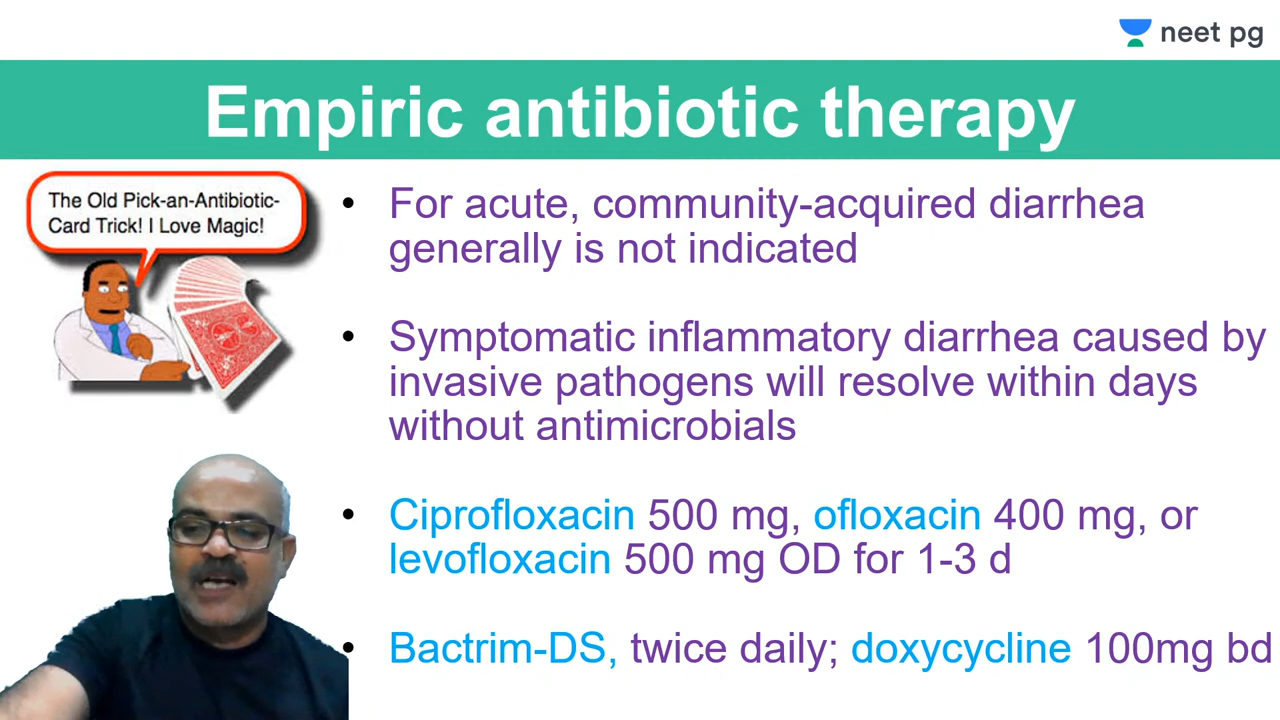 neet pg
Empiric antibiotic therapy
The Old Pick-an-Antibiotic-
Card Trick! I Love Magic!
• For acute, community-acquired diarrhea
generally is not indicated
• Symptomatic inflammatory diarrhea caused by
invasive pathogens will resolve within days
without antimicrobials
• Ciprofloxacin 500 mg, ofloxacin 400 mg, or
levofloxacin 500 mg OD for 1-3 d
• Bactrim-DS, twice daily; doxycycline 100mg bd